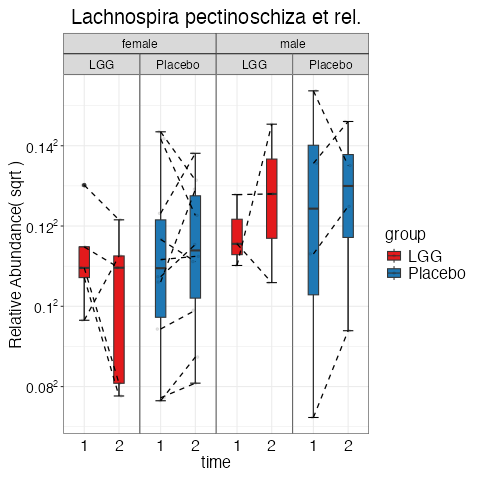 Lachnospira pectinoschiza et rel.
female male
LGG Placebo LGG Placebo
Relative Abundance( sqrt )
0.14²
0.12²
0.1²
0.08²
group
LGG
Placebo
1 2 1 2 1 2 1 2
time